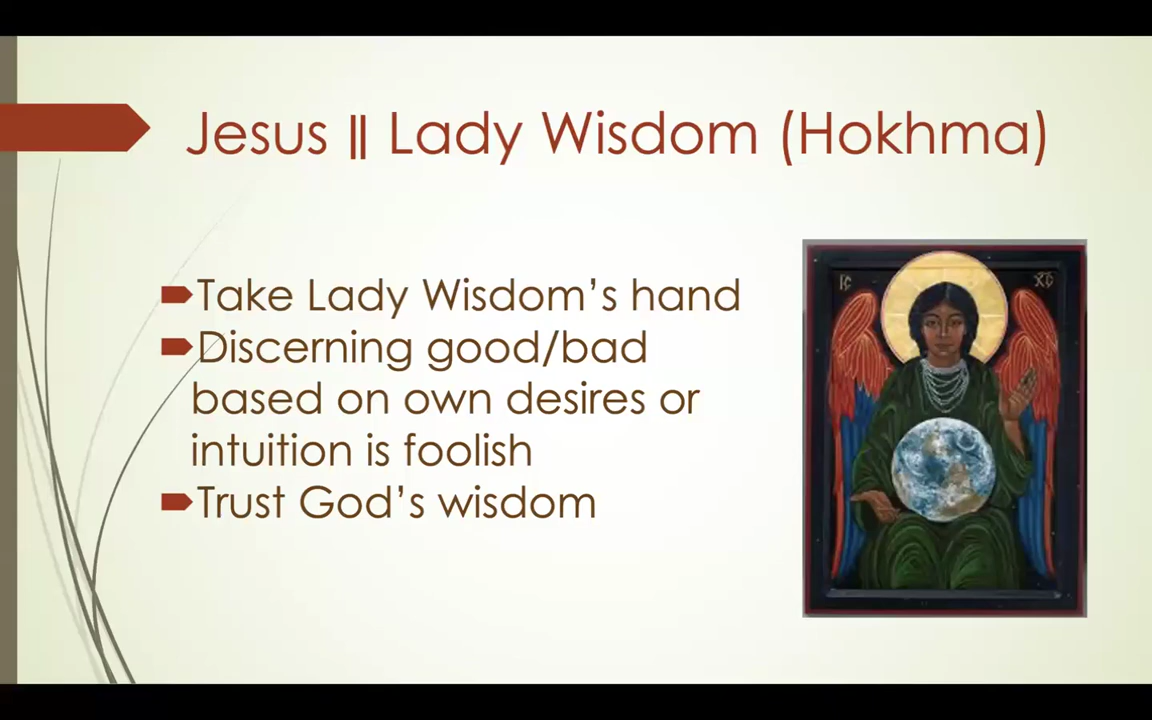 Jesus || Lady Wisdom (Hokhma)
Take Lady Wisdom’s hand
Discerning good/bad
based on own desires or
intuition is foolish
Trust God’s wisdom
IC XC